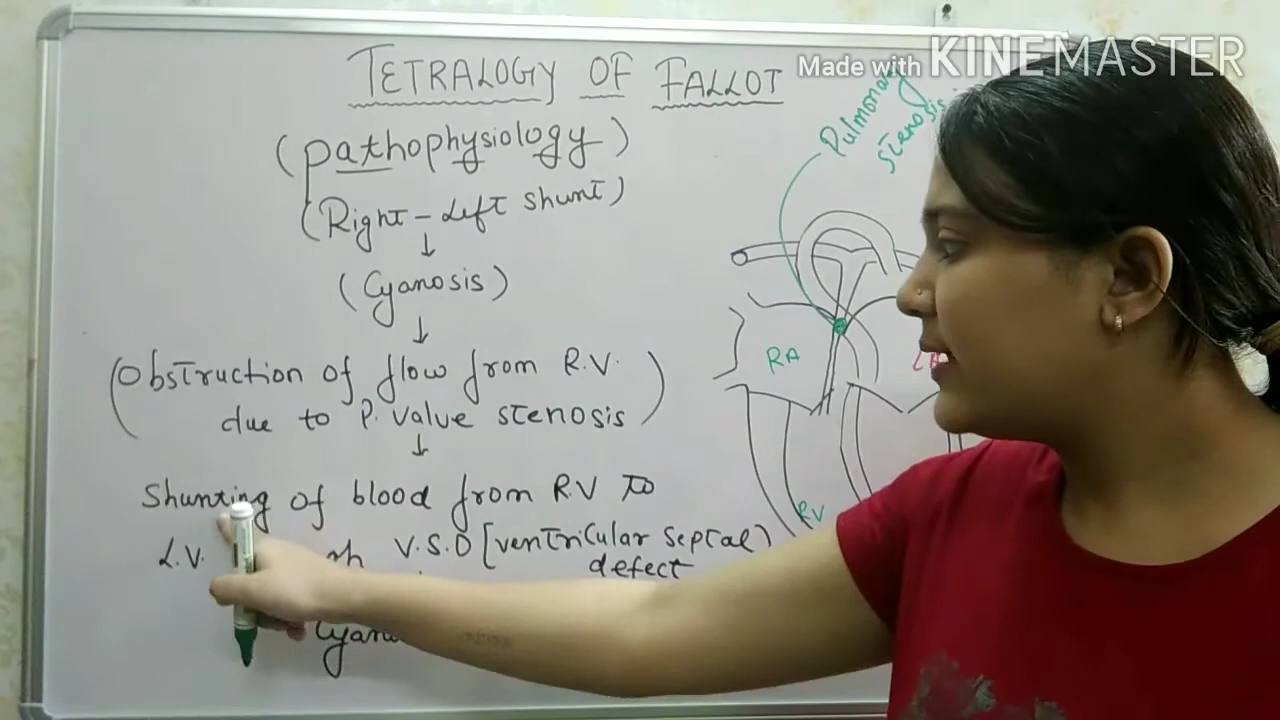 Made with KINEMASTER
TETRALOGY OF FALLOT
(pathophysiology)
(Right-Left shunt)
(Cyanosis)
(Obstruction of flow from R.V.
due to P. value stenosis)
Shunting of blood from R.V To
L.V. V.S.D [ventricular septal)
defect
Pulmonary
stenosis
RA
RV